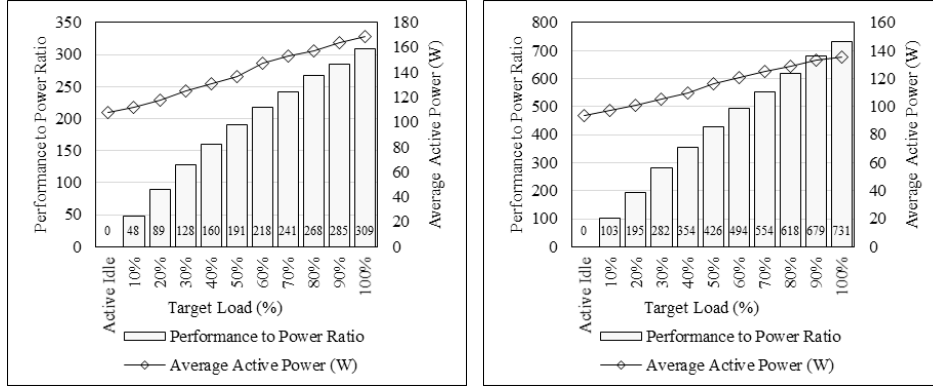 350
300
250
200
150
100
50
0
Performance to Power Ratio
180
160
140
120
100
80
60
40
20
0
Average Active Power (W)
0 48 89 128 160 191 218 241 268 285 309
Active Idle 10% 20% 30% 40% 50% 60% 70% 80% 90% 100%
Target Load (%)
Performance to Power Ratio
Average Active Power (W)
800
700
600
500
400
300
200
100
0
Performance to Power Ratio
160
140
120
100
80
60
40
20
0
Average Active Power (W)
0 103 195 282 354 426 494 554 618 679 731
Active Idle 10% 20% 30% 40% 50% 60% 70% 80% 90% 100%
Target Load (%)
Performance to Power Ratio
Average Active Power (W)